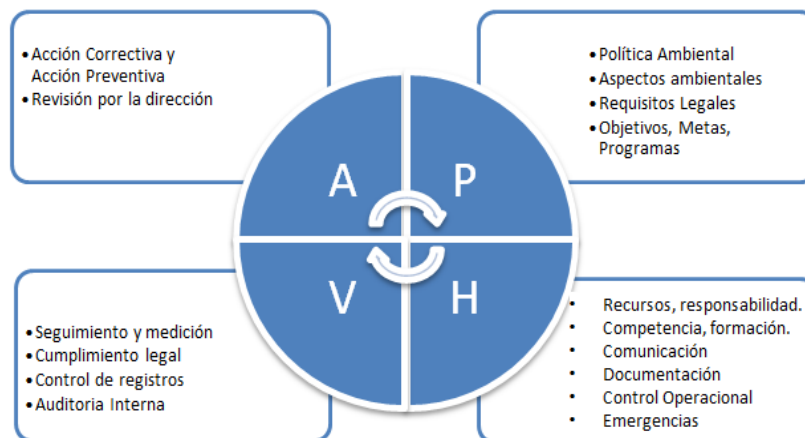 • Acción Correctiva y
Acción Preventiva
• Revisión por la dirección
• Política Ambiental
• Aspectos ambientales
• Requisitos Legales
• Objetivos, Metas,
Programas
A
P
V
H
• Seguimiento y medición
• Cumplimiento legal
• Control de registros
• Auditoria Interna
• Recursos, responsabilidad.
• Competencia, formación.
• Comunicación
• Documentación
• Control Operacional
• Emergencias